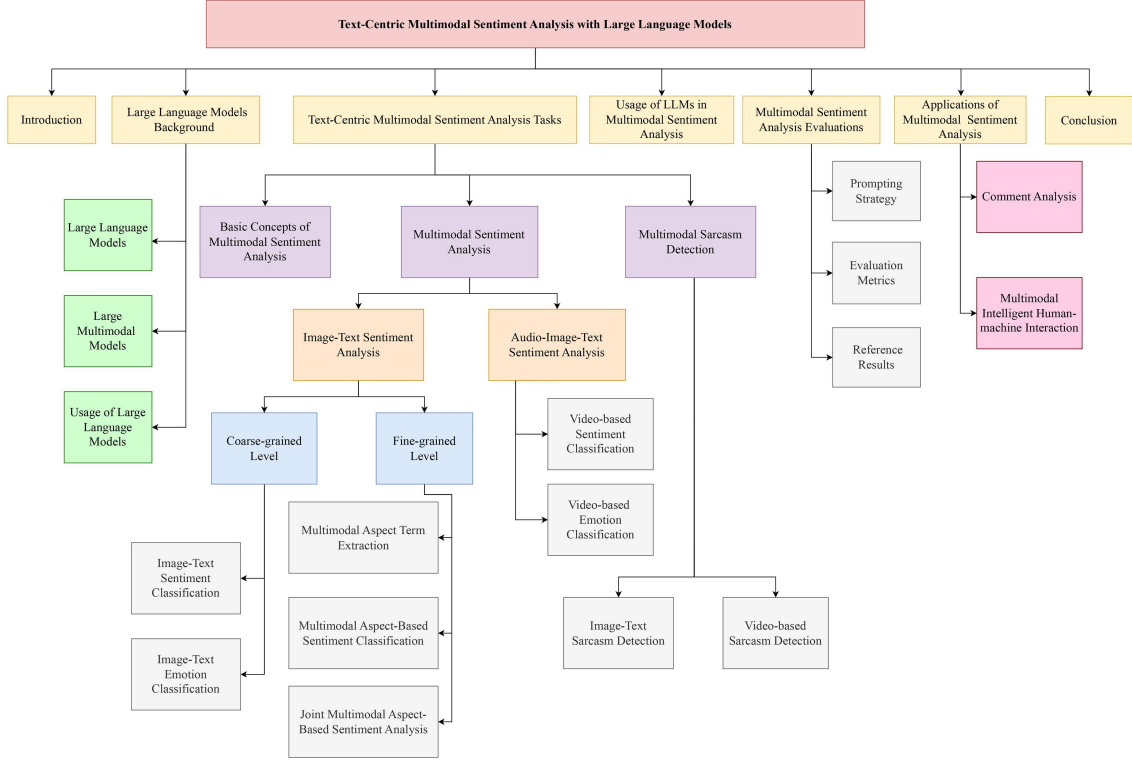 Text-Centric Multimodal Sentiment Analysis with Large Language Models
Introduction
Large Language Models
Background
Text-Centric Multimodal Sentiment Analysis Tasks
Usage of LLMs in
Multimodal Sentiment
Analysis
Multimodal Sentiment
Analysis Evaluations
Applications of
Multimodal Sentiment
Analysis
Conclusion
Large Language
Models
Large
Multimodal
Models
Usage of Large
Language
Models
Basic Concepts of
Multimodal Sentiment
Analysis
Multimodal Sentiment
Analysis
Multimodal Sarcasm
Detection
Prompting
Strategy
Evaluation
Metrics
Reference
Results
Comment Analysis
Multimodal
Intelligent Human-
machine Interaction
Image-Text Sentiment
Analysis
Audio-Image-Text
Sentiment Analysis
Coarse-grained
Level
Fine-grained
Level
Video-based
Sentiment
Classification
Video-based
Emotion
Classification
Image-Text
Sentiment
Classification
Image-Text
Emotion
Classification
Multimodal Aspect Term
Extraction
Multimodal Aspect-Based
Sentiment Classification
Joint Multimodal Aspect-
Based Sentiment Analysis
Image-Text
Sarcasm Detection
Video-based
Sarcasm Detection